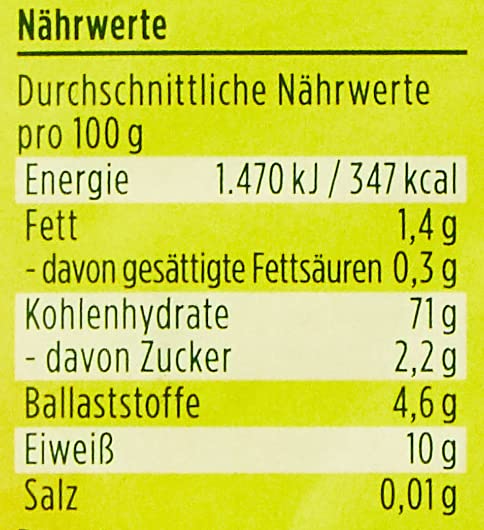 Nährwerte
Durchschnittliche Nährwerte
pro 100 g
Energie 1.470 kJ / 347 kcal
Fett 1,4 g
- davon gesättigte Fettsäuren 0,3 g
Kohlenhydrate 71 g
- davon Zucker 2,2 g
Ballaststoffe 4,6 g
Eiweiß 10 g
Salz 0,01 g